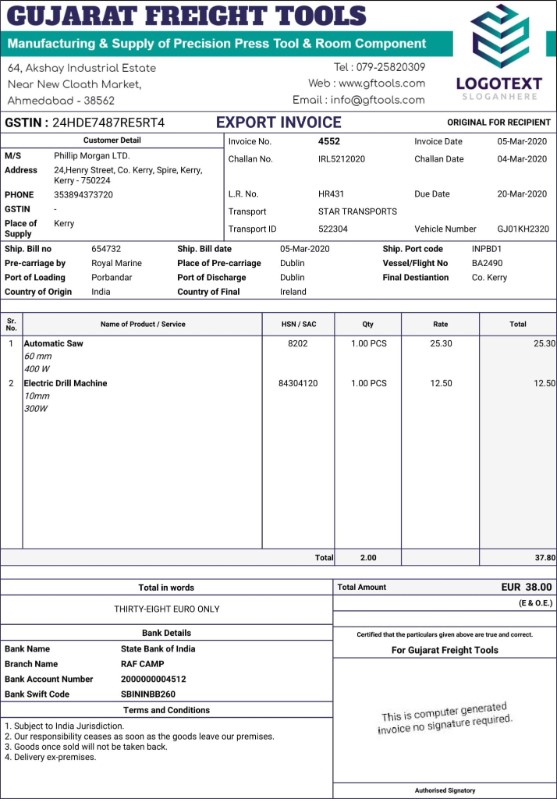 GUJARAT FREIGHT TOOLS
Manufacturing & Supply of Precision Press Tool & Room Component
64, Akshay Industrial Estate
Near New Cloath Market,
Ahmedabad - 38562
Tel : 079-25820309
Web : www.gftools.com
Email : info@gftools.com
LOGOTEXT
SLOGANHERE
GSTIN : 24HDE7487RE5RT4 EXPORT INVOICE ORIGINAL FOR RECIPIENT
Customer Detail
M/S Phillip Morgan LTD.
Address 24,Henry Street, Co. Kerry, Spire, Kerry,
Kerry - 750224
PHONE 353894373720
GSTIN -
Place of Kerry
Supply
Invoice No. 4552 Invoice Date 05-Mar-2020
Challan No. IRL5212020 Challan Date 04-Mar-2020
L.R. No. HR431 Due Date 20-Mar-2020
Transport STAR TRANSPORTS
Transport ID 522304 Vehicle Number GJ01KH2320
Ship. Bill no 654732 Ship. Bill date 05-Mar-2020 Ship. Port code INPBD1
Pre-carriage by Royal Marine Place of Pre-carriage Dublin Vessel/Flight No BA2490
Port of Loading Porbandar Port of Discharge Dublin Final Destiantion Co. Kerry
Country of Origin India Country of Final Ireland
Sr. No. Name of Product / Service HSN / SAC Qty Rate Total
1 Automatic Saw 8202 1.00 PCS 25.30 25.30
60 mm
400 W
2 Electric Drill Machine 84304120 1.00 PCS 12.50 12.50
10mm
300W
Total 2.00 37.80
Total in words
THIRTY-EIGHT EURO ONLY
Total Amount EUR 38.00
(E & O.E.)
Bank Details
Bank Name State Bank of India
Branch Name RAF CAMP
Bank Account Number 2000000004512
Bank Swift Code SBININBB260
Terms and Conditions
1. Subject to India Jurisdiction.
2. Our responsibility ceases as soon as the goods leave our premises.
3. Goods once sold will not be taken back.
4. Delivery ex-premises.
Certified that the particulars given above are true and correct.
For Gujarat Freight Tools
This is computer generated
invoice no signature required.
Authorised Signatory